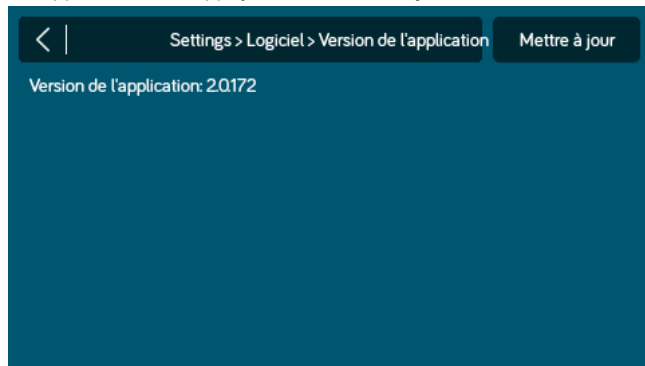 Settings > Logiciel > Version de l'application
Mettre à jour
Version de l'application: 2.0.172